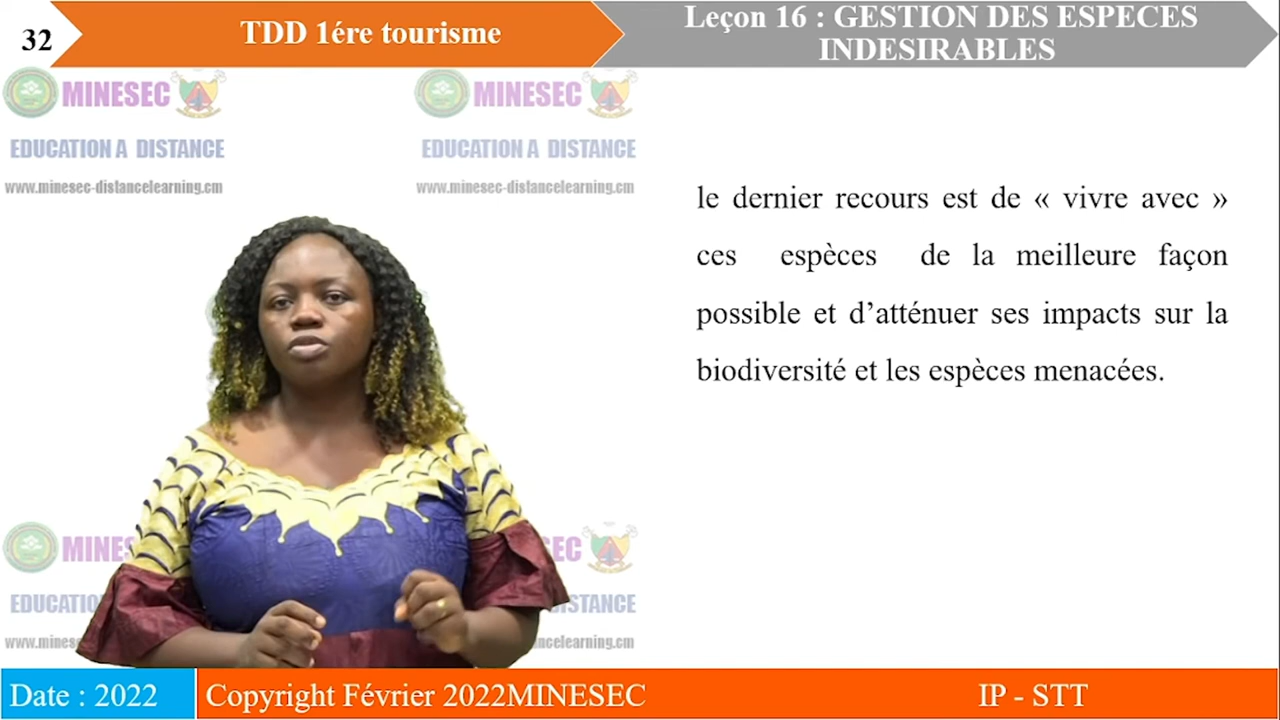 32
TDD 1ére tourisme
Leçon 16 : GESTION DES ESPECES
INDESIRABLES
MINESEC
EDUCATION A DISTANCE
www.minesec-distancelearning.cm
MINESEC
EDUCATION A DISTANCE
www.minesec-distancelearning.cm
le dernier recours est de « vivre avec »
ces espèces de la meilleure façon
possible et d’atténuer ses impacts sur la
biodiversité et les espèces menacées.
Date : 2022
Copyright Février 2022MINESEC
IP - STT